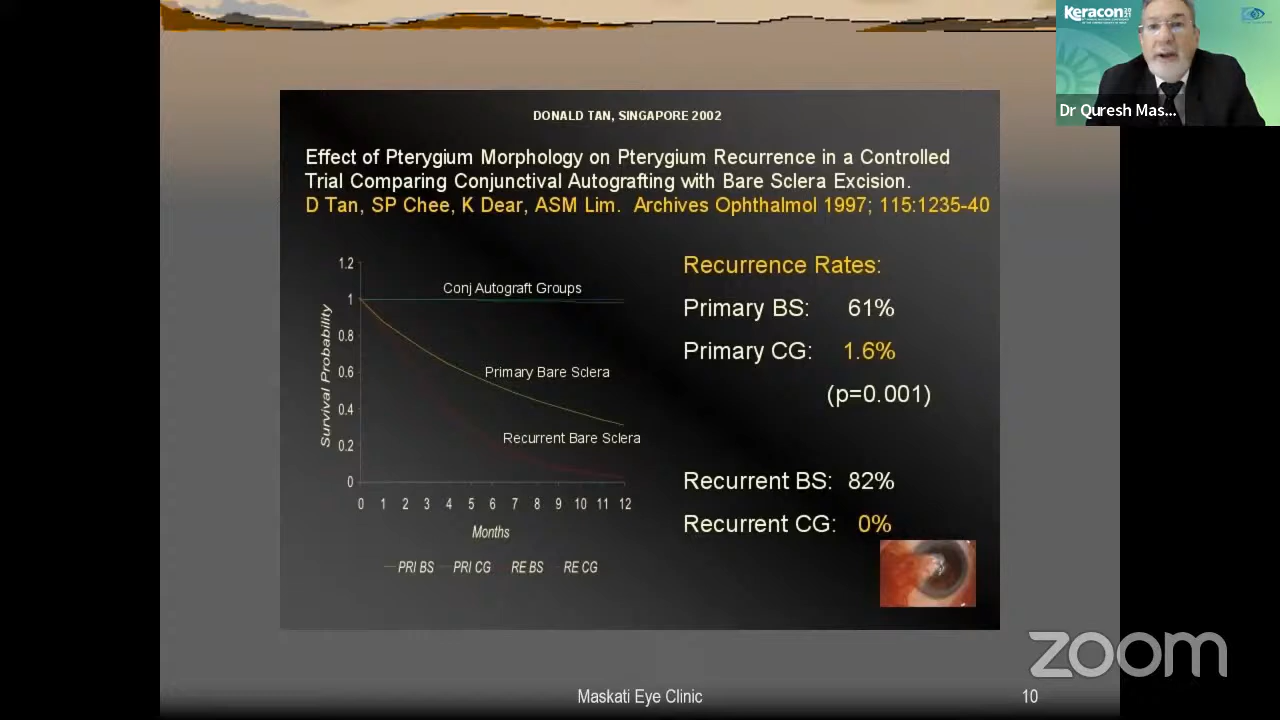 Keracon
Dr Quresh Mas...
DONALD TAN, SINGAPORE 2002
Effect of Pterygium Morphology on Pterygium Recurrence in a Controlled
Trial Comparing Conjunctival Autografting with Bare Sclera Excision.
D Tan, SP Chee, K Dear, ASM Lim. Archives Ophthalmol 1997; 115:1235-40
Recurrence Rates:
Primary BS: 61%
Primary CG: 1.6%
(p=0.001)
Recurrent BS: 82%
Recurrent CG: 0%
Survival Probability
1.2
1
0.8
0.6
0.4
0.2
0
Conj Autograft Groups
Primary Bare Sclera
Recurrent Bare Sclera
0 1 2 3 4 5 6 7 8 9 10 11 12
Months
PRI BS PRI CG RE BS RE CG
zoom
Maskati Eye Clinic
10